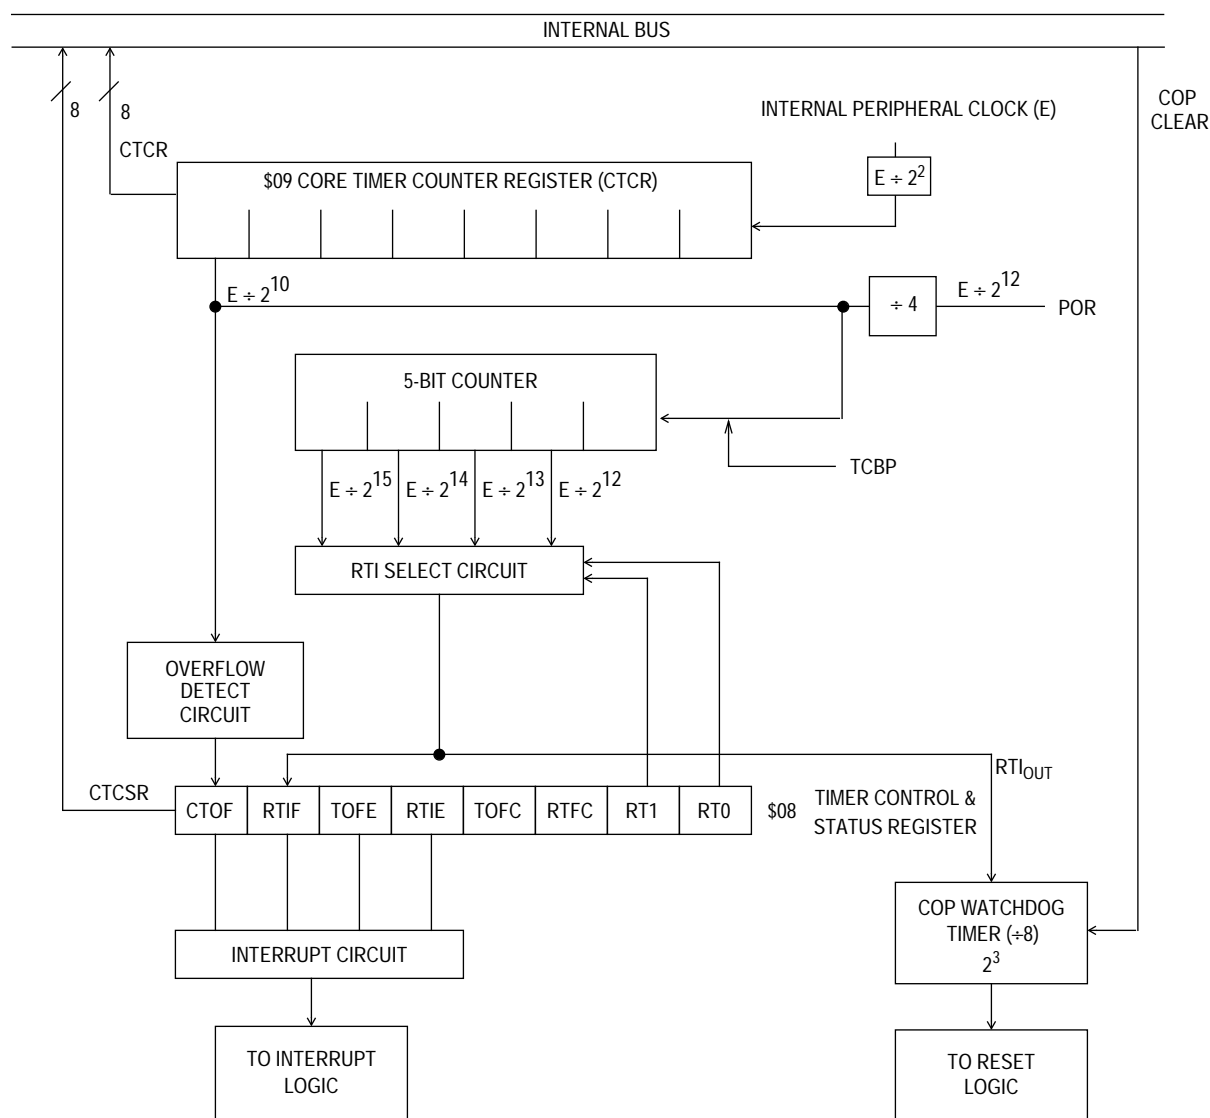 INTERNAL BUS
8
8
COP
CLEAR
INTERNAL PERIPHERAL CLOCK (E)
CTCR
$09 CORE TIMER COUNTER REGISTER (CTCR)
E ÷ 2²
E ÷ 2¹⁰
÷ 4
E ÷ 2¹²
POR
5-BIT COUNTER
TCBP
E ÷ 2¹⁵
E ÷ 2¹⁴
E ÷ 2¹³
E ÷ 2¹²
RTI SELECT CIRCUIT
OVERFLOW
DETECT
CIRCUIT
RTIOUT
CTCSR
CTOF RTIF TOFE RTIE TOFC RTFC RT1 RT0
$08
TIMER CONTROL &
STATUS REGISTER
COP WATCHDOG
TIMER (÷8)
2³
INTERRUPT CIRCUIT
TO INTERRUPT
LOGIC
TO RESET
LOGIC